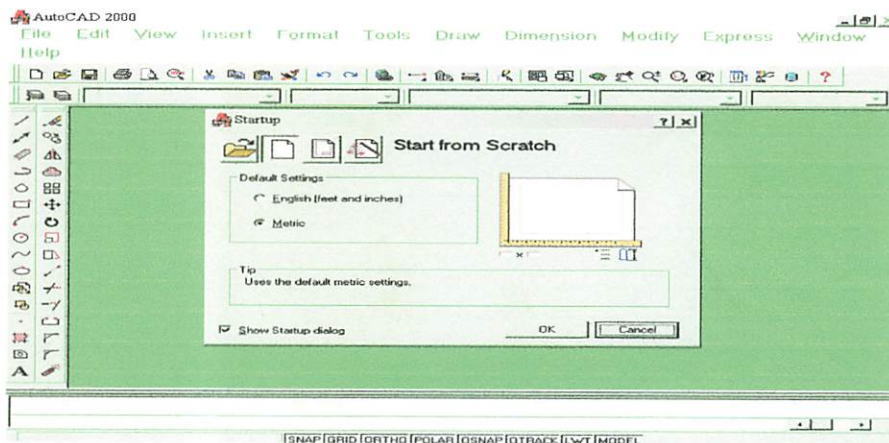 AutoCAD 2000
File Edit View Insert Format Tools Draw Dimension Modify Express Window
Help
Startup
Start from Scratch
Default Settings
English (feet and inches)
Metric
Tip
Uses the default metric settings.
Show Startup dialog
OK Cancel
SNAP GRID ORTHO POLAR OSNAP OTRACK LWT MODEL